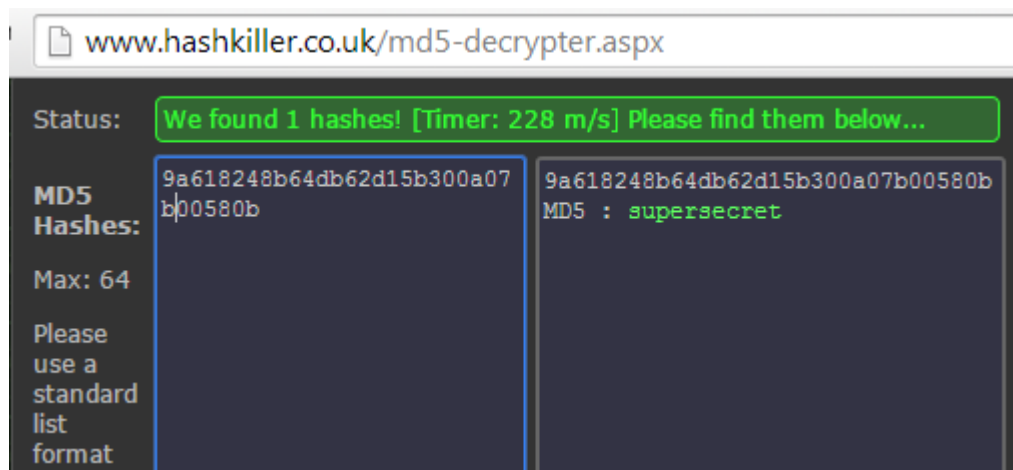 www.hashkiller.co.uk/md5-decrypter.aspx
Status:
We found 1 hashes! [Timer: 228 m/s] Please find them below...
MD5
Hashes:
Max: 64
Please
use a
standard
list
format
9a618248b64db62d15b300a07
b00580b
9a618248b64db62d15b300a07b00580b
MD5 : supersecret